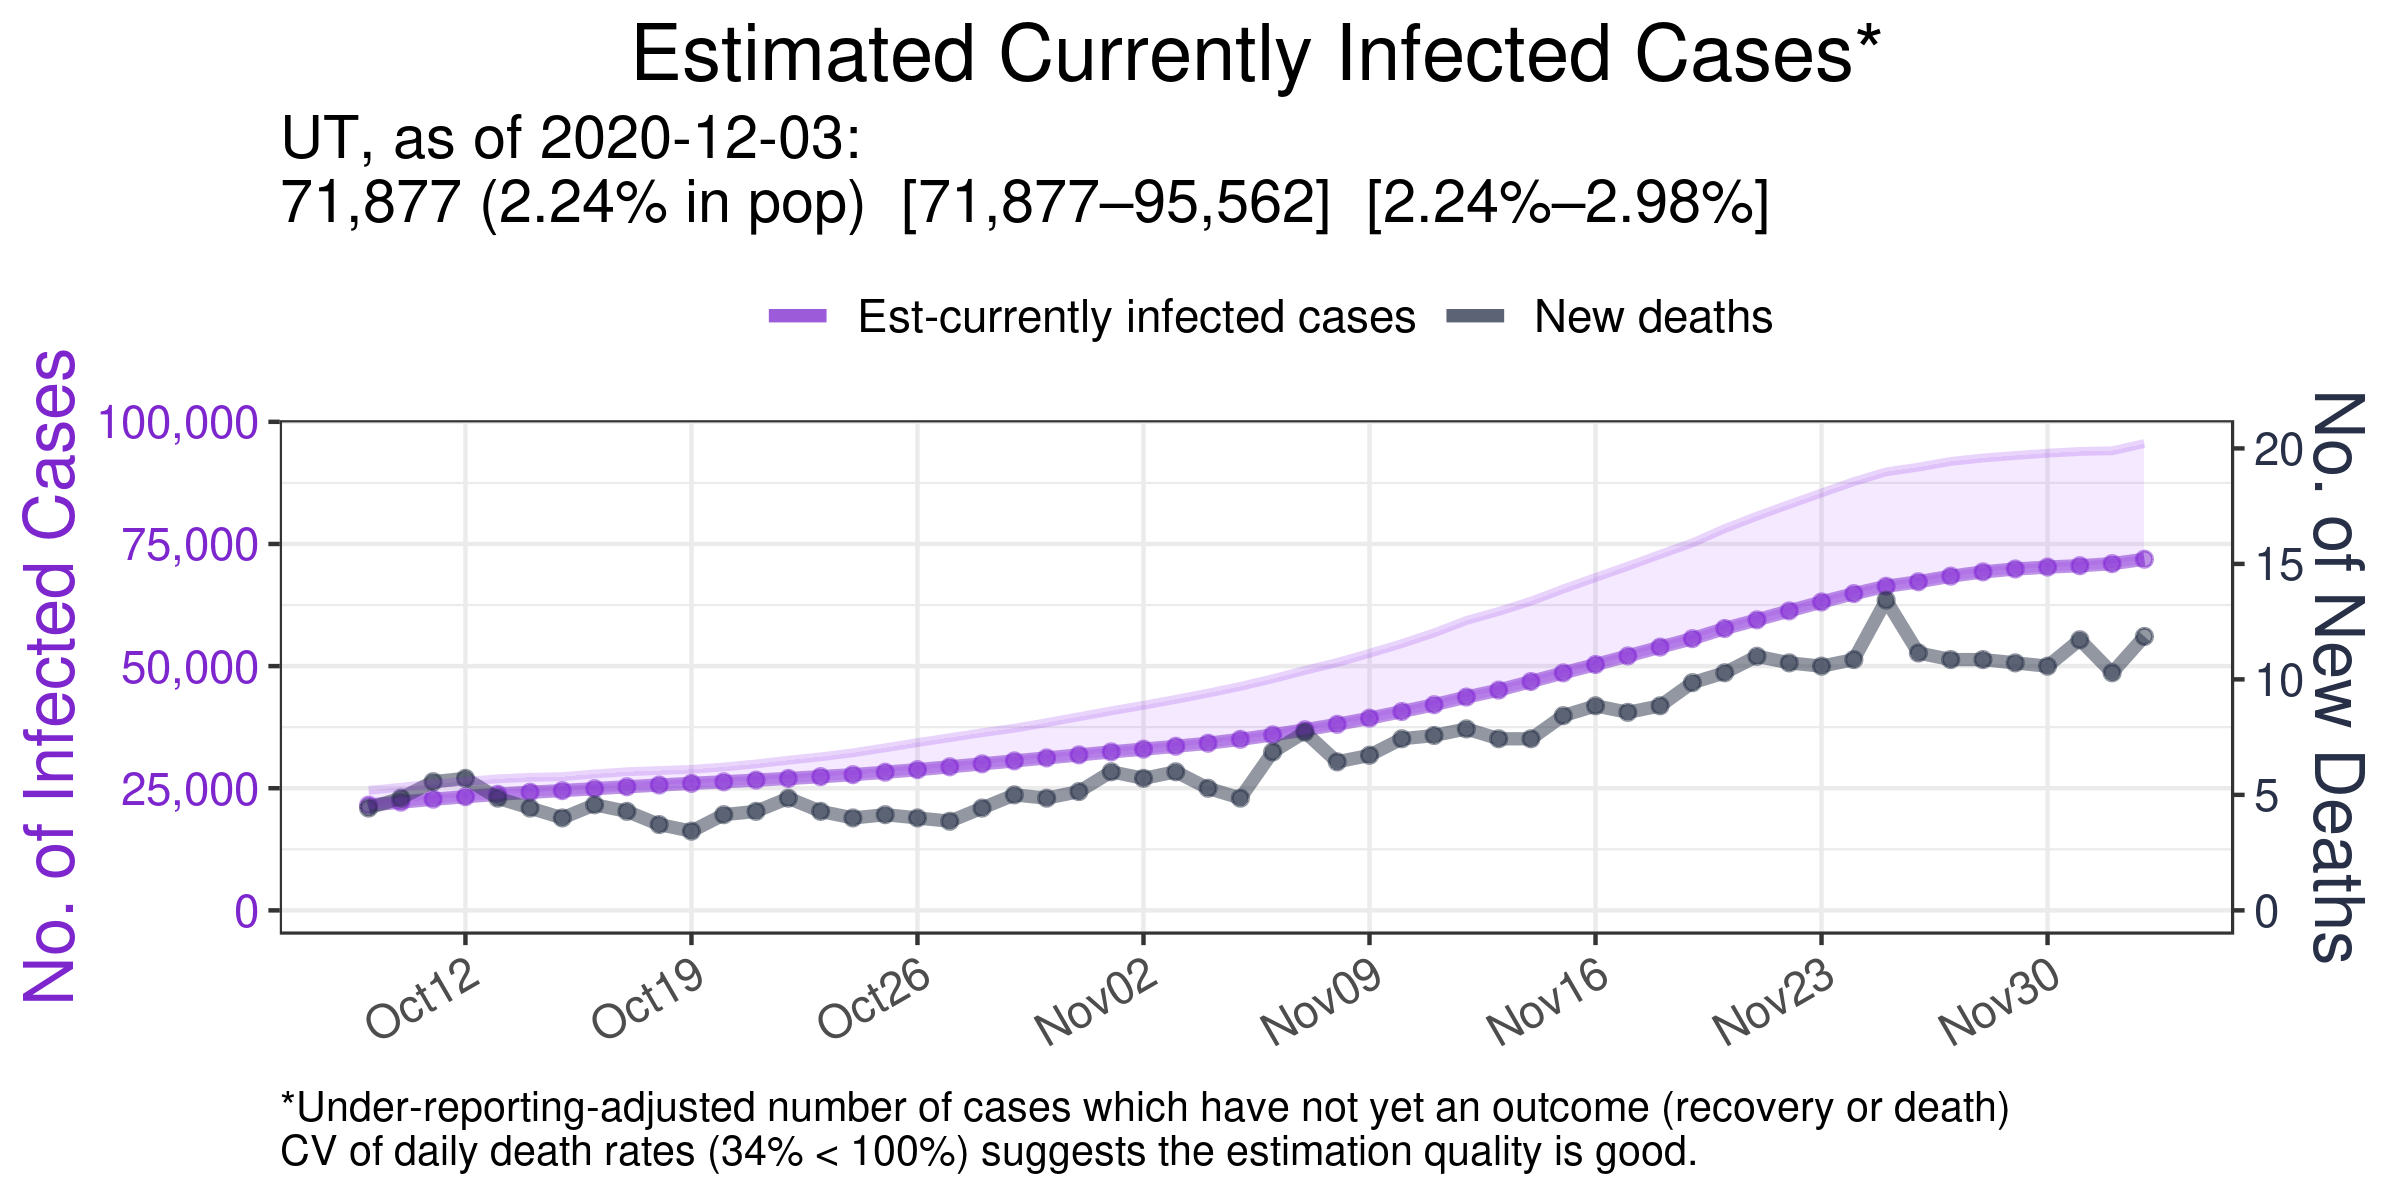 Estimated Currently Infected Cases*
UT, as of 2020-12-03:
71,877 (2.24% in pop)  [71,877–95,562]  [2.24%–2.98%]
Est-currently infected cases
New deaths
No. of Infected Cases
100,000
75,000
50,000
25,000
0
No. of New Deaths
20
15
10
5
0
Oct12
Oct19
Oct26
Nov02
Nov09
Nov16
Nov23
Nov30
*Under-reporting-adjusted number of cases which have not yet an outcome (recovery or death)
CV of daily death rates (34% < 100%) suggests the estimation quality is good.